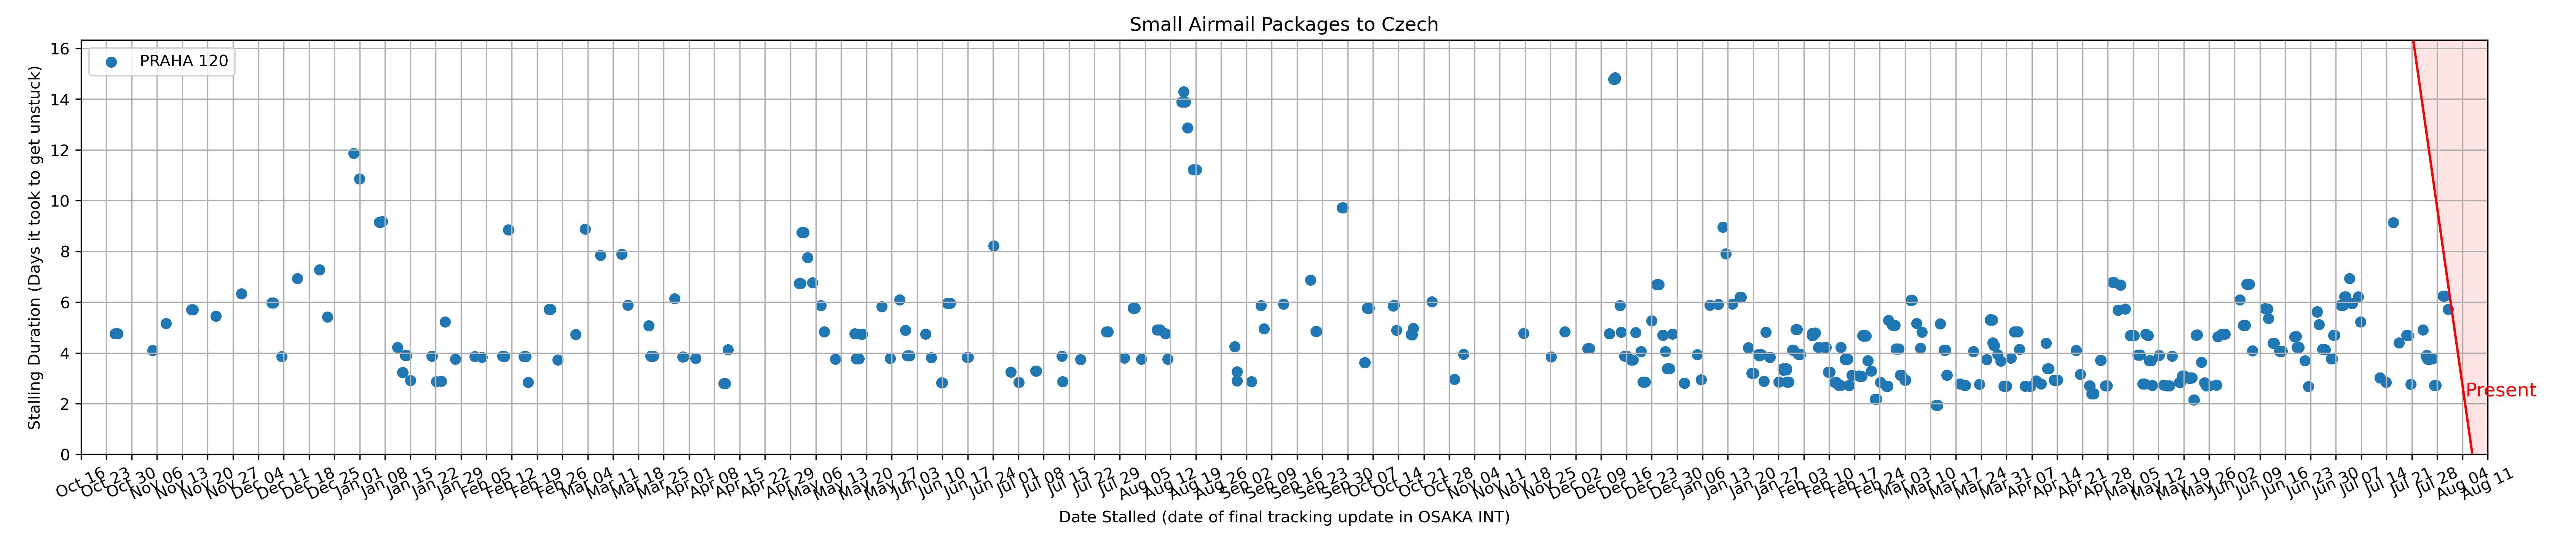 Small Airmail Packages to Czech
PRAHA 120
Stalling Duration (Days it took to get unstuck)
16
14
12
10
8
6
4
2
0
Present
Oct 16
Oct 23
Oct 30
Nov 06
Nov 13
Nov 20
Nov 27
Dec 04
Dec 11
Dec 18
Dec 25
Jan 01
Jan 08
Jan 15
Jan 22
Jan 29
Feb 05
Feb 12
Feb 19
Feb 26
Mar 04
Mar 11
Mar 18
Mar 25
Apr 01
Apr 08
Apr 15
Apr 22
Apr 29
May 06
May 13
May 20
May 27
Jun 03
Jun 10
Jun 17
Jun 24
Jul 01
Jul 08
Jul 15
Jul 22
Jul 29
Aug 05
Aug 12
Aug 19
Aug 26
Sep 02
Sep 09
Sep 16
Sep 23
Sep 30
Oct 07
Oct 14
Oct 21
Oct 28
Nov 04
Nov 11
Nov 18
Nov 25
Dec 02
Dec 09
Dec 16
Dec 23
Dec 30
Jan 06
Jan 13
Jan 20
Jan 27
Feb 03
Feb 10
Feb 17
Feb 24
Mar 03
Mar 10
Mar 17
Mar 24
Mar 31
Apr 07
Apr 14
Apr 21
Apr 28
May 05
May 12
May 19
May 26
Jun 02
Jun 09
Jun 16
Jun 23
Jun 30
Jul 07
Jul 14
Jul 21
Jul 28
Aug 04
Aug 11
Date Stalled (date of final tracking update in OSAKA INT)